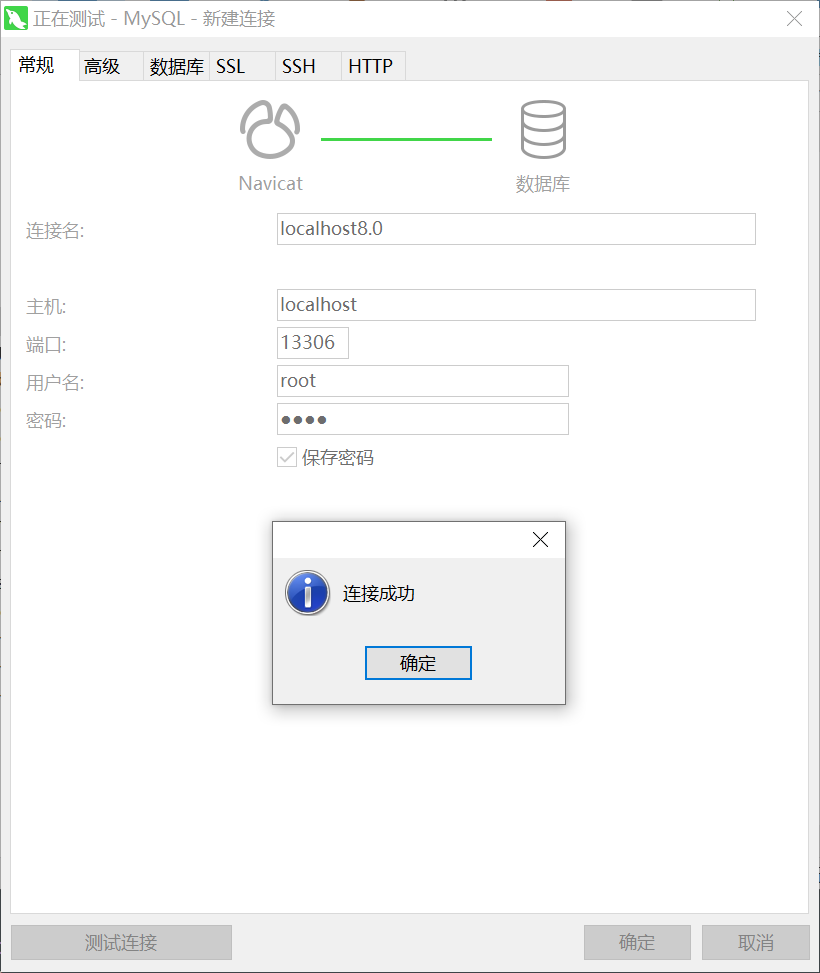 正在测试 - MySQL - 新建连接
常规 高级 数据库 SSL SSH HTTP
Navicat 数据库
连接名: localhost8.0
主机: localhost
端口: 13306
用户名: root
密码: ●●●●
保存密码
连接成功
确定
测试连接 确定 取消